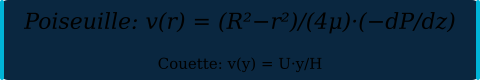 Poiseuille: v(r) = (R²−r²)/(4μ)·(−dP/dz)
Couette: v(y) = U·y/H